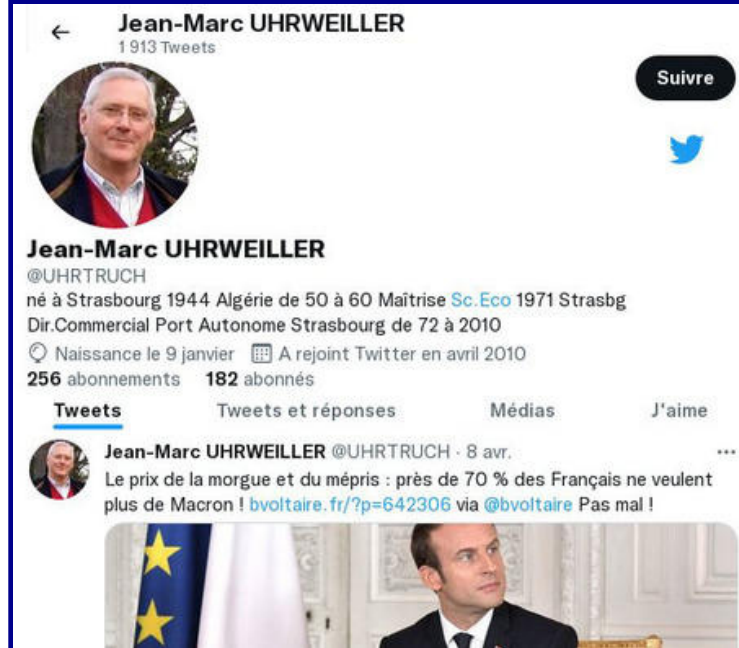 Jean-Marc UHRWEILLER
1 913 Tweets
Suivre
Jean-Marc UHRWEILLER
@UHRTRUCH
né à Strasbourg 1944 Algérie de 50 à 60 Maîtrise Sc.Eco 1971 Strasbg
Dir.Commercial Port Autonome Strasbourg de 72 à 2010
Naissance le 9 janvier A rejoint Twitter en avril 2010
256 abonnements 182 abonnés
Tweets Tweets et réponses Médias J'aime
Jean-Marc UHRWEILLER @UHRTRUCH · 8 avr.
Le prix de la morgue et du mépris : près de 70 % des Français ne veulent
plus de Macron ! bvoltaire.fr/?p=642306 via @bvoltaire Pas mal !